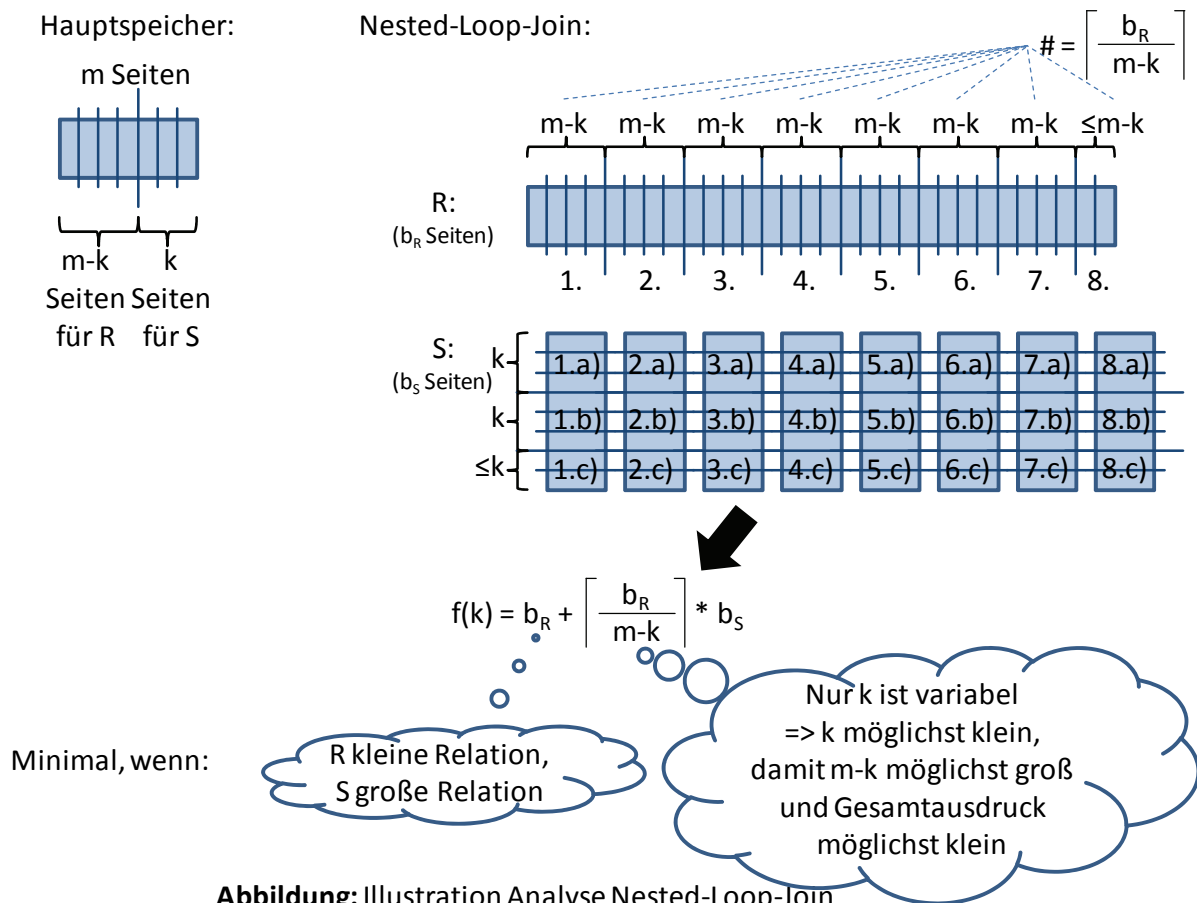 Hauptspeicher:
Nested-Loop-Join:
# = ⌈ b_R / m-k ⌉
m Seiten
m-k m-k m-k m-k m-k m-k m-k ≤m-k
R:
(b_R Seiten)
m-k k
Seiten Seiten
für R für S
1. 2. 3. 4. 5. 6. 7. 8.
S:
(b_S Seiten)
k 1.a) 2.a) 3.a) 4.a) 5.a) 6.a) 7.a) 8.a)
k 1.b) 2.b) 3.b) 4.b) 5.b) 6.b) 7.b) 8.b)
≤k 1.c) 2.c) 3.c) 4.c) 5.c) 6.c) 7.c) 8.c)
f(k) = b_R + ⌈ b_R / m-k ⌉ * b_S
Minimal, wenn:
R kleine Relation,
S große Relation
Nur k ist variabel
=> k möglichst klein,
damit m-k möglichst groß
und Gesamtausdruck
möglichst klein
Abbildung: Illustration Analyse Nested-Loop-Join